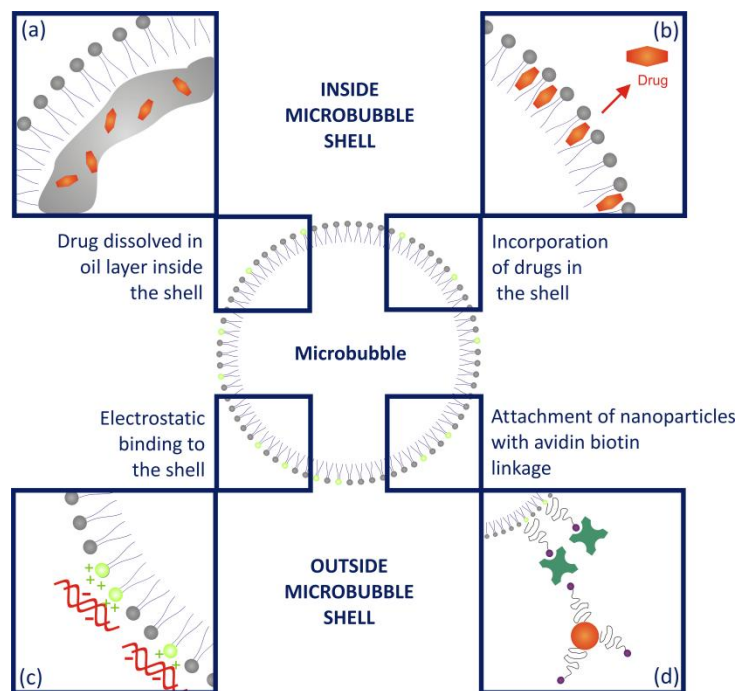 (a)
INSIDE
MICROBUBBLE
SHELL
(b)
Drug
Drug dissolved in
oil layer inside
the shell
Incorporation
of drugs in
the shell
Microbubble
Electrostatic
binding to
the shell
Attachment of nanoparticles
with avidin biotin
linkage
+
+ +
+ +
+
+ +
-
-
-
+
+
-
-
(c)
OUTSIDE
MICROBUBBLE
SHELL
(d)